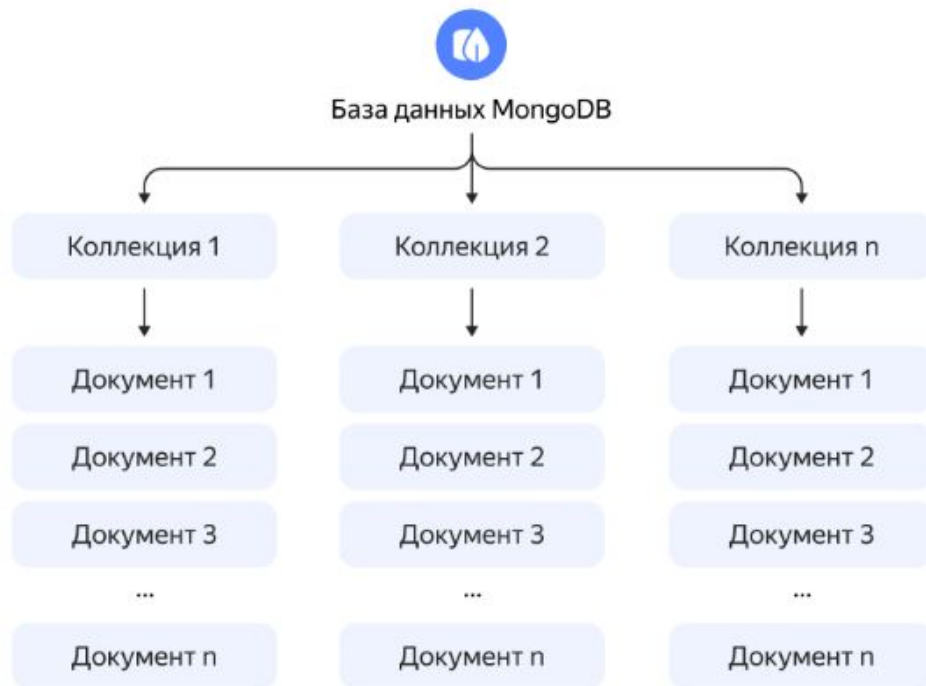 База данных MongoDB
Коллекция 1
Коллекция 2
Коллекция n
Документ 1
Документ 1
Документ 1
Документ 2
Документ 2
Документ 2
Документ 3
Документ 3
Документ 3
...
...
...
Документ n
Документ n
Документ n